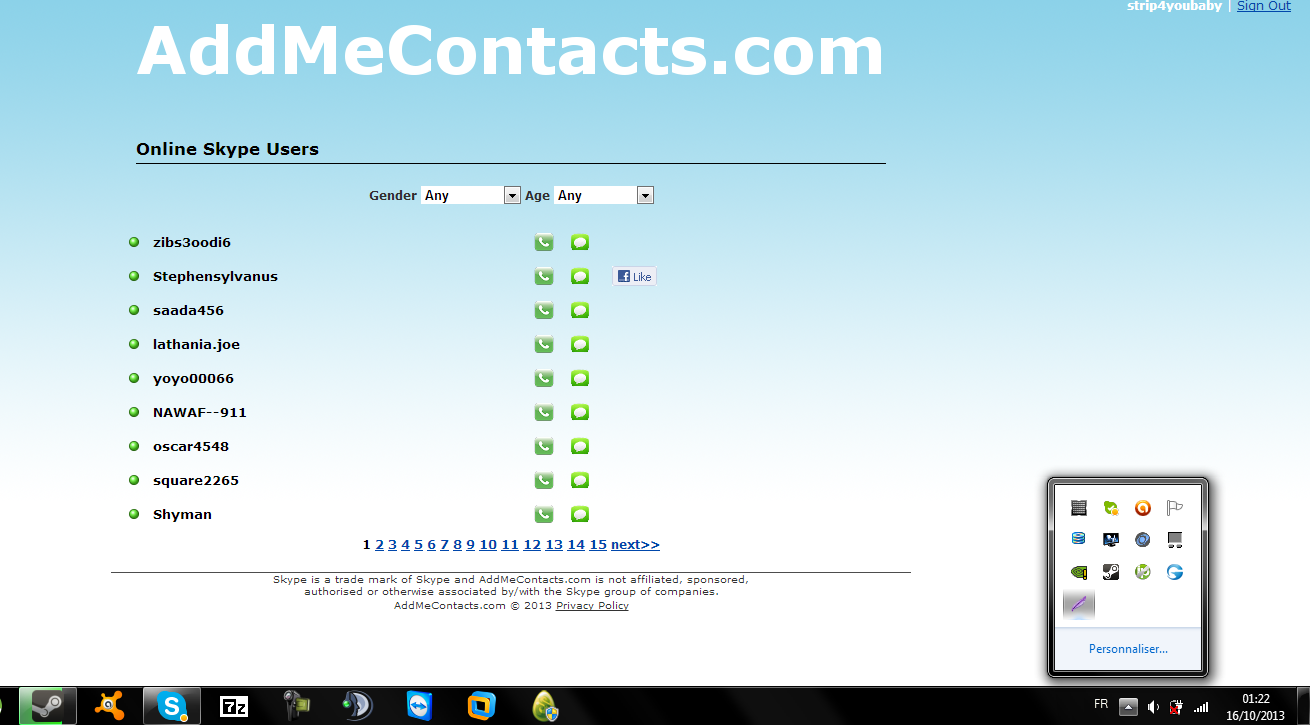 strip4youbaby | Sign Out
AddMeContacts.com
Online Skype Users
Gender Any Age Any
zibs3oodi6
Stephensylvanus Like
saada456
lathania.joe
yoyo00066
NAWAF--911
oscar4548
square2265
Shyman
1 2 3 4 5 6 7 8 9 10 11 12 13 14 15 next>>
Skype is a trade mark of Skype and AddMeContacts.com is not affiliated, sponsored,
authorised or otherwise associated by/with the Skype group of companies.
AddMeContacts.com © 2013 Privacy Policy
Personnaliser...
7z
FR
01:22
16/10/2013